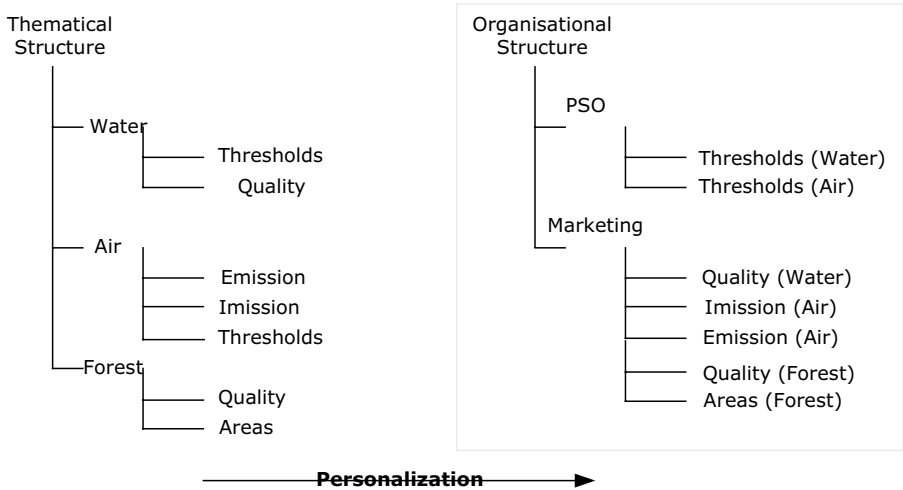 Thematical
Structure
Water
Thresholds
Quality
Air
Emission
Imission
Thresholds
Forest
Quality
Areas
Organisational
Structure
PSO
Thresholds (Water)
Thresholds (Air)
Marketing
Quality (Water)
Imission (Air)
Emission (Air)
Quality (Forest)
Areas (Forest)
Personalization